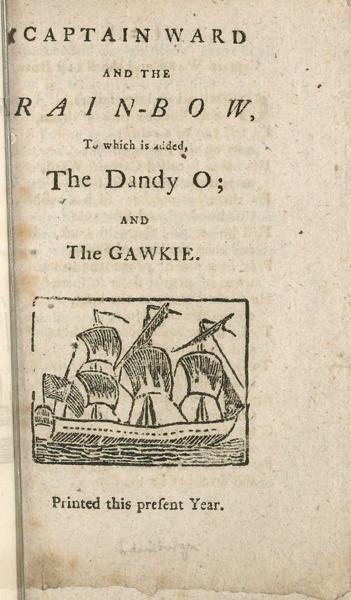 CAPTAIN WARD
AND THE
RAIN-BOW,
To which is added,
The Dandy O;
AND
The GAWKIE.
Printed this preſent Year.
Edinburgh